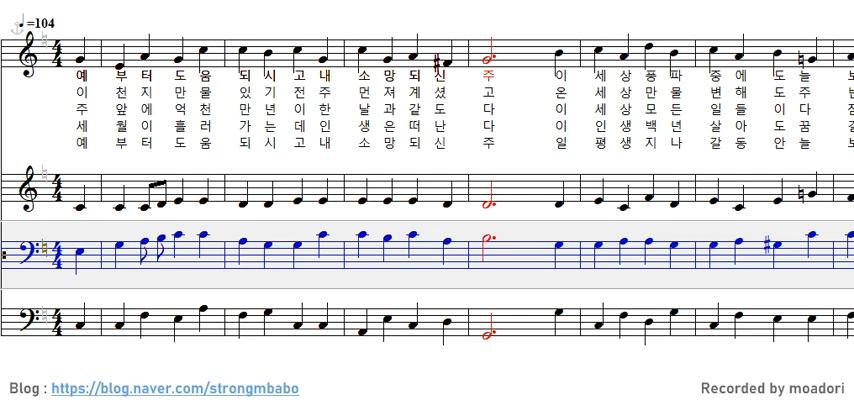 ♩=104
예 부 터 도 움 되 시 고 내 소 망 되 신 주 이 세 상 풍 파 중 에 도 늘 보
이 천 지 만 물 있 기 전 주 먼 저 계 셨 고 온 세 상 만 물 변 해 도 주
주 앞 에 억 천 만 년 이 한 날 과 같 도 다 이 세 상 모 든 일 들 이 다
세 월 이 흘 러 가 는 데 인 생 은 떠 난 다 이 인 생 백 년 살 아 도 꿈
예 부 터 도 움 되 시 고 내 소 망 되 신 주 일 평 생 지 나 갈 동 안 늘
Blog : https://blog.naver.com/strongmbabo
Recorded by moadori